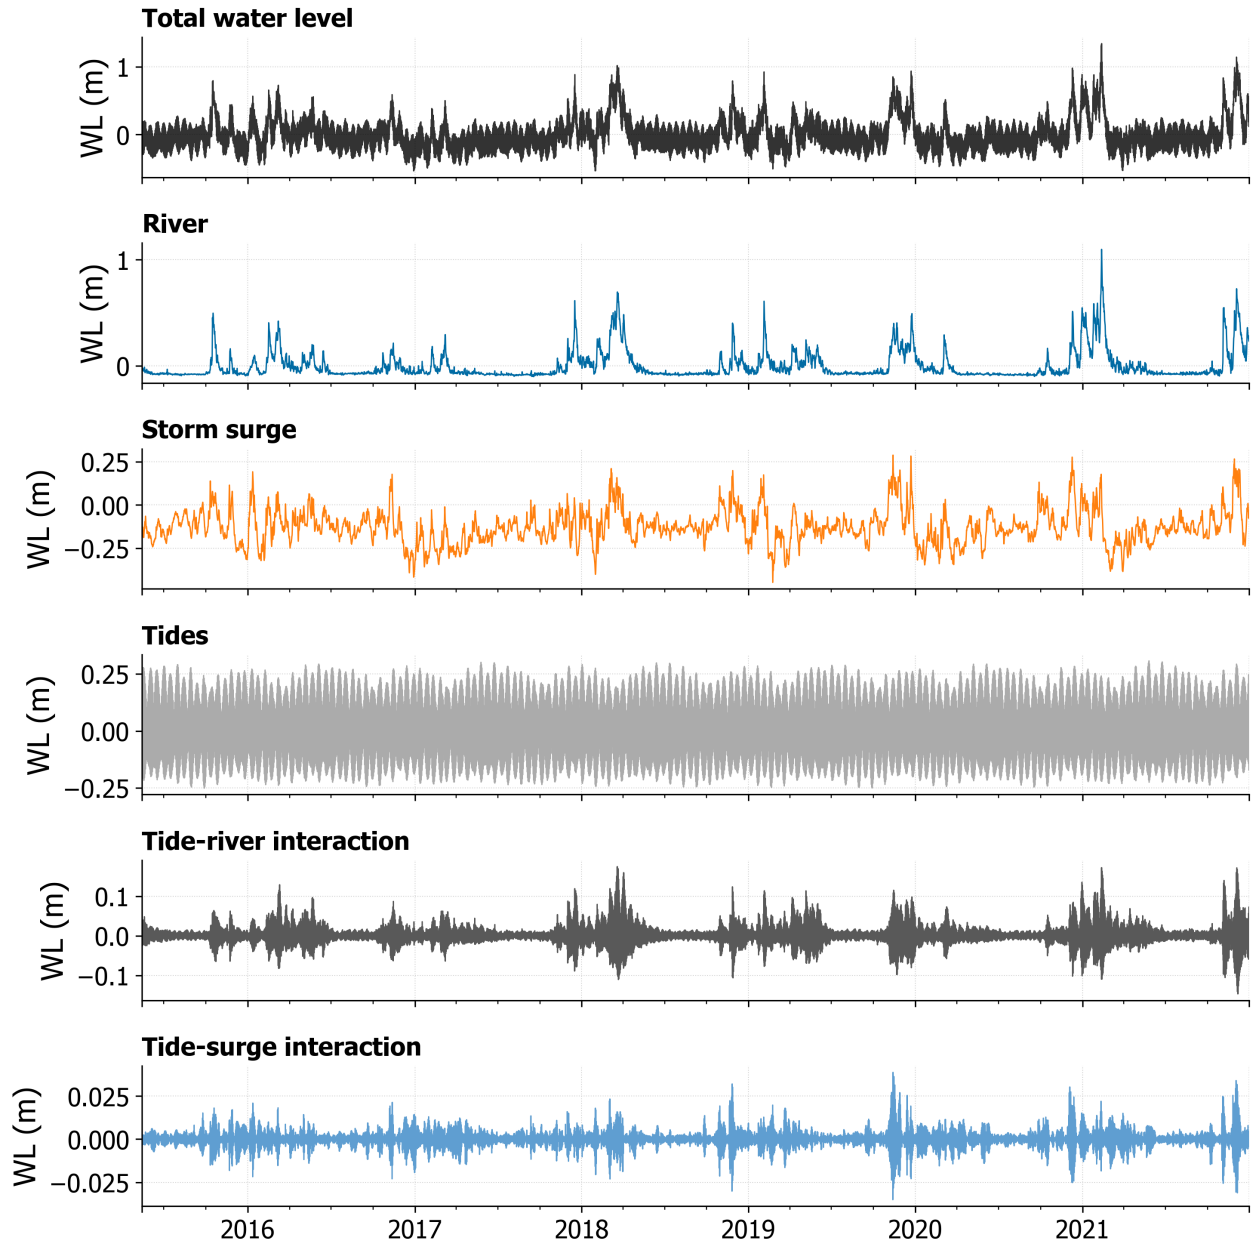 Total water level
WL (m)
1
0
River
WL (m)
1
0
Storm surge
WL (m)
0.25
0.00
−0.25
Tides
WL (m)
0.25
0.00
−0.25
Tide-river interaction
WL (m)
0.1
0.0
−0.1
Tide-surge interaction
WL (m)
0.025
0.000
−0.025
2016 2017 2018 2019 2020 2021